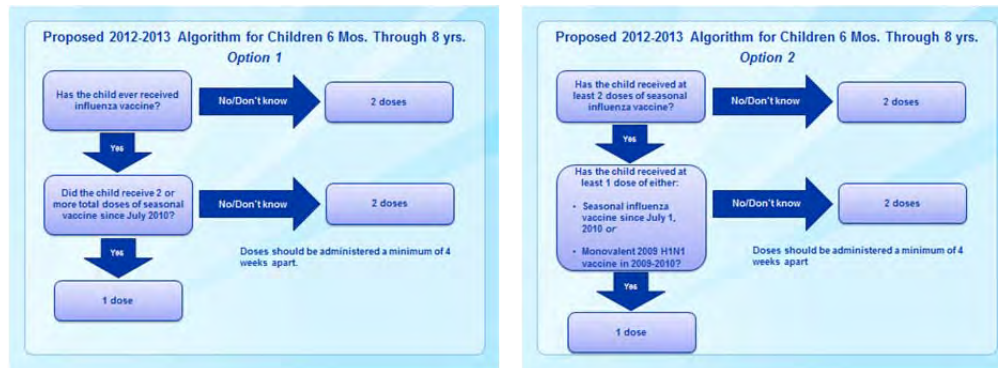 Proposed 2012-2013 Algorithm for Children 6 Mos. Through 8 yrs.
Option 1
Has the child ever received
influenza vaccine?
No/Don't know
2 doses
Yes
Did the child receive 2 or
more total doses of seasonal
vaccine since July 2010?
No/Don't know
2 doses
Yes
Doses should be administered a minimum of 4
weeks apart.
1 dose
Proposed 2012-2013 Algorithm for Children 6 Mos. Through 8 yrs.
Option 2
Has the child received at
least 2 doses of seasonal
influenza vaccine?
No/Don't know
2 doses
Yes
Has the child received at
least 1 dose of either:
• Seasonal influenza
vaccine since July 1,
2010 or
• Monovalent 2009 H1N1
vaccine in 2009-2010?
No/Don't know
2 doses
Doses should be administered a minimum of 4
weeks apart
Yes
1 dose